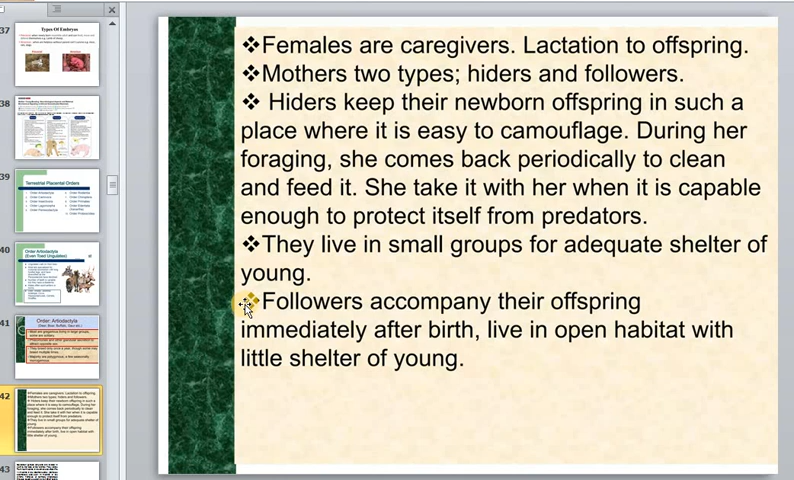 37
Types Of Embryos
38
39
Terrestrial Placental Orders
40
Order Artiodactyla
(Even Toed Ungulates)
41
Order: Artiodactyla
42
43
❖Females are caregivers. Lactation to offspring.
❖Mothers two types; hiders and followers.
❖ Hiders keep their newborn offspring in such a
place where it is easy to camouflage. During her
foraging, she comes back periodically to clean
and feed it. She take it with her when it is capable
enough to protect itself from predators.
❖They live in small groups for adequate shelter of
young.
❖Followers accompany their offspring
immediately after birth, live in open habitat with
little shelter of young.